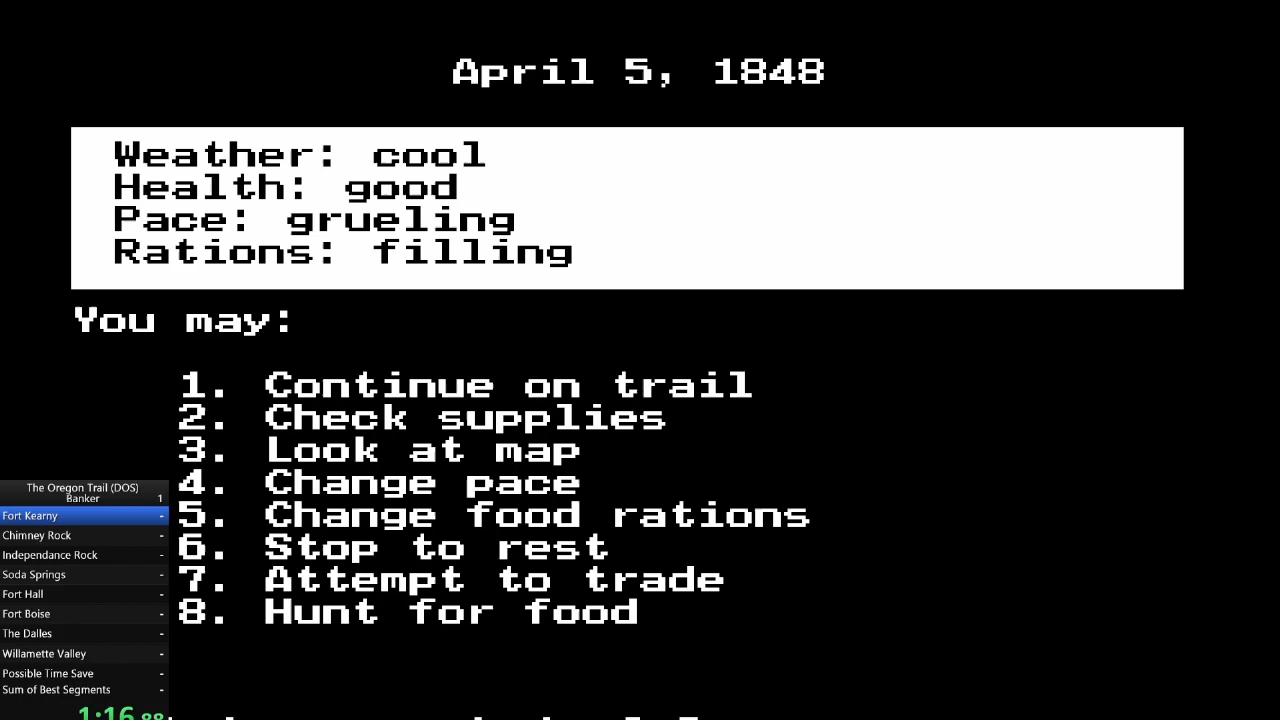 April 5, 1848
Weather: cool
Health: good
Pace: grueling
Rations: filling
You may:
1. Continue on trail
2. Check supplies
3. Look at map
4. Change pace
5. Change food rations
6. Stop to rest
7. Attempt to trade
8. Hunt for food
The Oregon Trail (DOS)
Banker 1
Fort Kearny -
Chimney Rock -
Independance Rock -
Soda Springs -
Fort Hall -
Fort Boise -
The Dalles -
Willamette Valley -
Possible Time Save -
Sum of Best Segments -
1:16.88